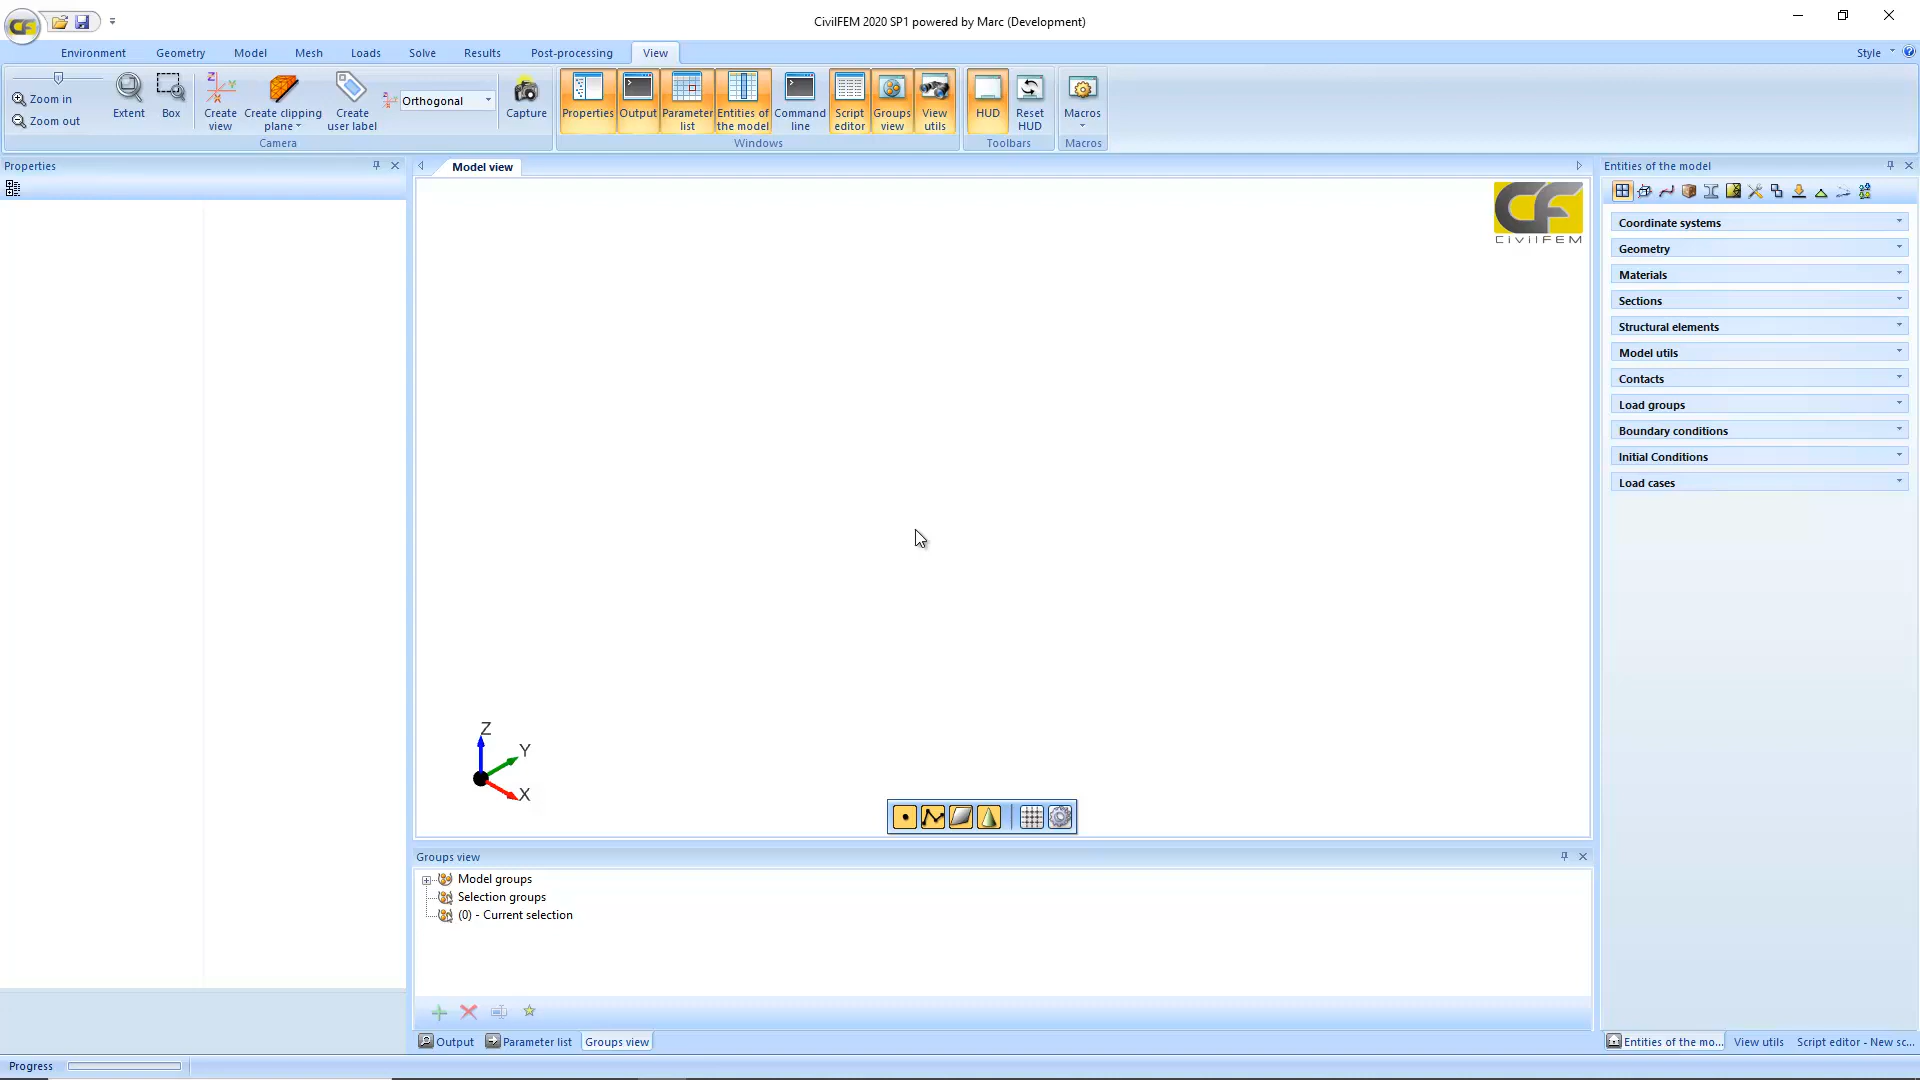 CivilFEM 2020 SP1 powered by Marc (Development)
Environment Geometry Model Mesh Loads Solve Results Post-processing View Style
Zoom in
Zoom out
Extent
Box
Create view
Create clipping plane
Create user label
Orthogonal
Capture
Properties
Output
Parameter list
Entities of the model
Command line
Script editor
Groups view
View utils
HUD
Reset HUD
Macros
Camera
Windows
Toolbars
Macros
Properties
Model view
CIVILFEM
Z
Y
X
Entities of the model
Coordinate systems
Geometry
Materials
Sections
Structural elements
Model utils
Contacts
Load groups
Boundary conditions
Initial Conditions
Load cases
Groups view
Model groups
Selection groups
(0) - Current selection
Output Parameter list Groups view
Entities of the mo... View utils Script editor - New sc...
Progress